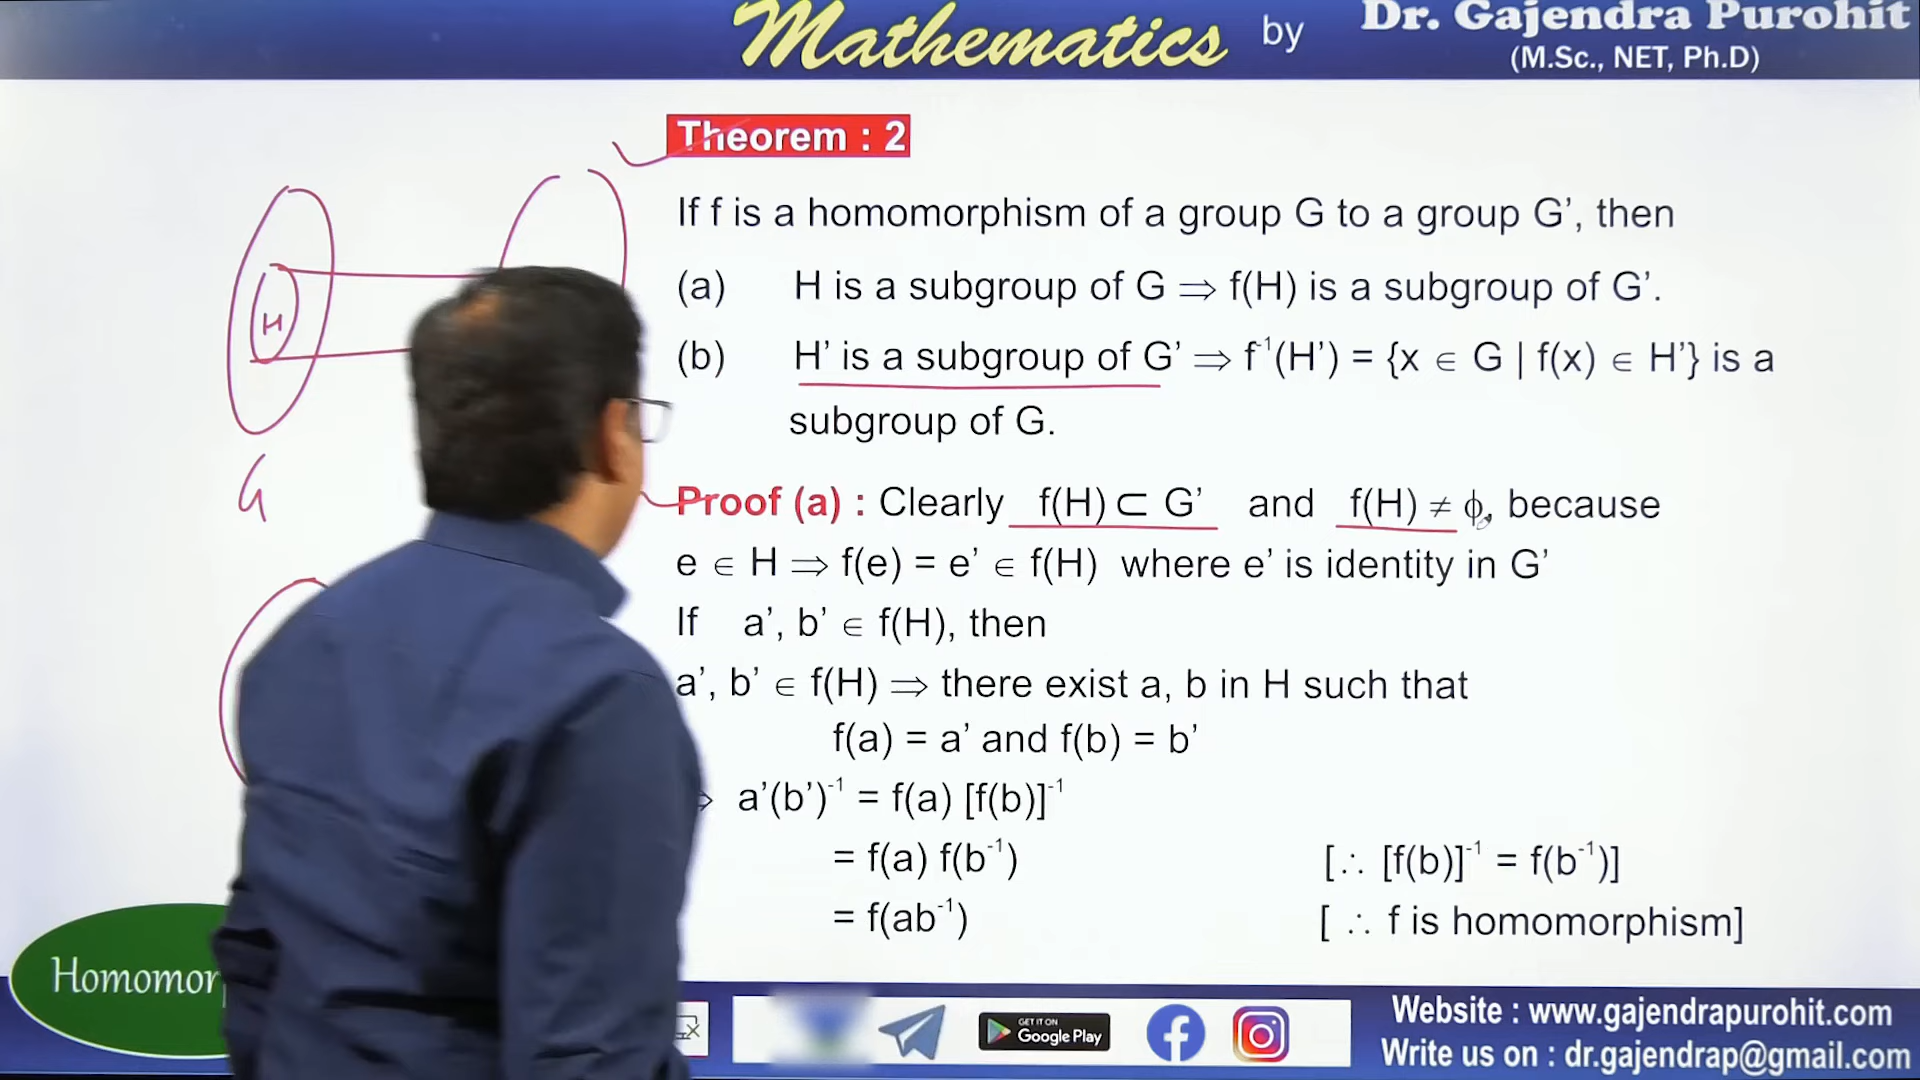 Mathematics by Dr. Gajendra Purohit
(M.Sc., NET, Ph.D)
Theorem : 2
If f is a homomorphism of a group G to a group G’, then
(a) H is a subgroup of G ⇒ f(H) is a subgroup of G’.
(b) H’ is a subgroup of G’ ⇒ f⁻¹(H’) = {x ∈ G | f(x) ∈ H’} is a
subgroup of G.
H
G
Proof (a) : Clearly f(H) ⊂ G’ and f(H) ≠ ϕ, because
e ∈ H ⇒ f(e) = e’ ∈ f(H) where e’ is identity in G’
If a’, b’ ∈ f(H), then
a’, b’ ∈ f(H) ⇒ there exist a, b in H such that
f(a) = a’ and f(b) = b’
⇒ a’(b’)⁻¹ = f(a) [f(b)]⁻¹
= f(a) f(b⁻¹) [∴ [f(b)]⁻¹ = f(b⁻¹)]
= f(ab⁻¹) [ ∴ f is homomorphism]
Homomor
GET IT ON
Google Play
Website : www.gajendrapurohit.com
Write us on : dr.gajendrap@gmail.com